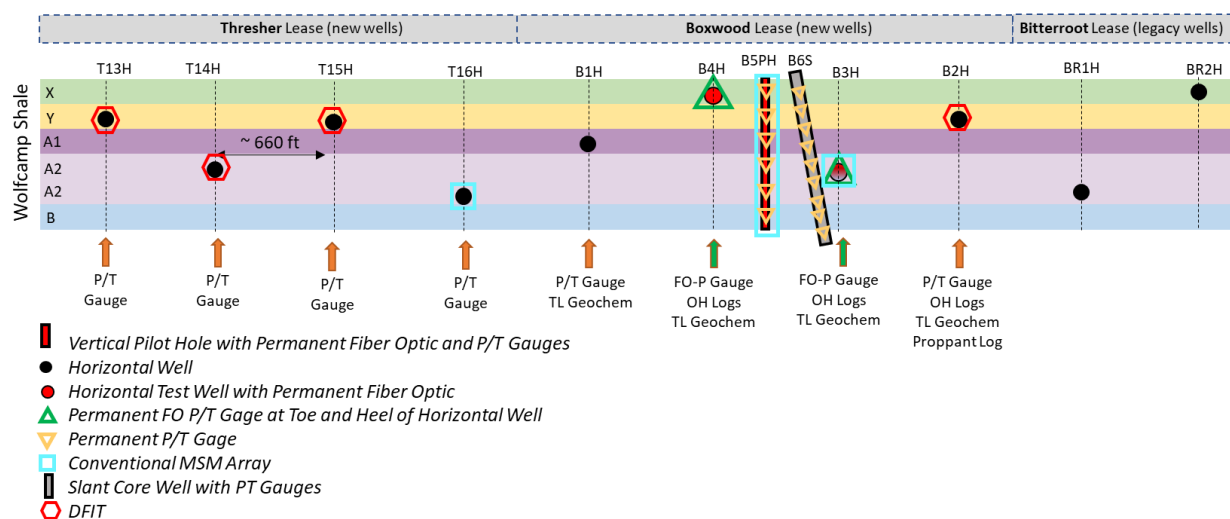 Thresher Lease (new wells)
Boxwood Lease (new wells)
Bitterroot Lease (legacy wells)
T13H
T14H
T15H
T16H
B1H
B4H
B5PH
B6S
B3H
B2H
BR1H
BR2H
Wolfcamp Shale
X
Y
A1
~ 660 ft
A2
A2
B
P/T
Gauge
P/T
Gauge
P/T
Gauge
P/T
Gauge
P/T Gauge
TL Geochem
FO-P Gauge
OH Logs
TL Geochem
FO-P Gauge
OH Logs
TL Geochem
P/T Gauge
OH Logs
TL Geochem
Proppant Log
Vertical Pilot Hole with Permanent Fiber Optic and P/T Gauges
Horizontal Well
Horizontal Test Well with Permanent Fiber Optic
Permanent FO P/T Gage at Toe and Heel of Horizontal Well
Permanent P/T Gage
Conventional MSM Array
Slant Core Well with PT Gauges
DFIT